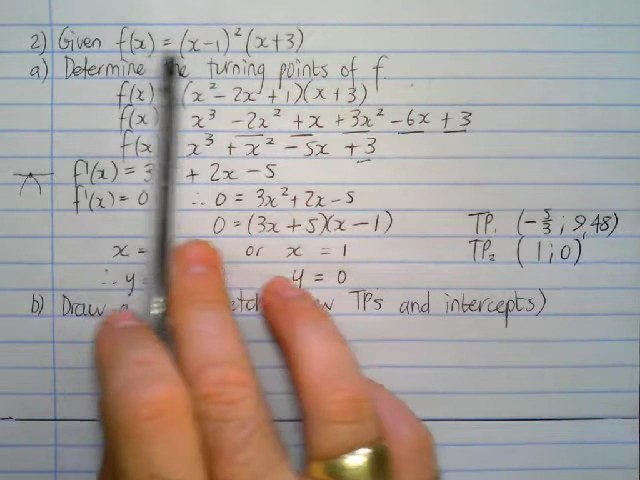 2) Given f(x) = (x-1)² (x+3)
a) Determine the turning points of f.
f(x) (x² - 2x + 1)(x+3)
f(x) x³ - 2x² + x + 3x² - 6x + 3
f(x x³ + x² - 5x + 3
f'(x) = 3 + 2x - 5
f'(x) = 0 ∴ 0 = 3x² + 2x - 5
0 = (3x + 5)(x - 1) TP₁ (-5/3 ; 9,48)
x = or x = 1 TP₂ (1 ; 0)
∴ y y = 0
b) Draw a TPs and intercepts)